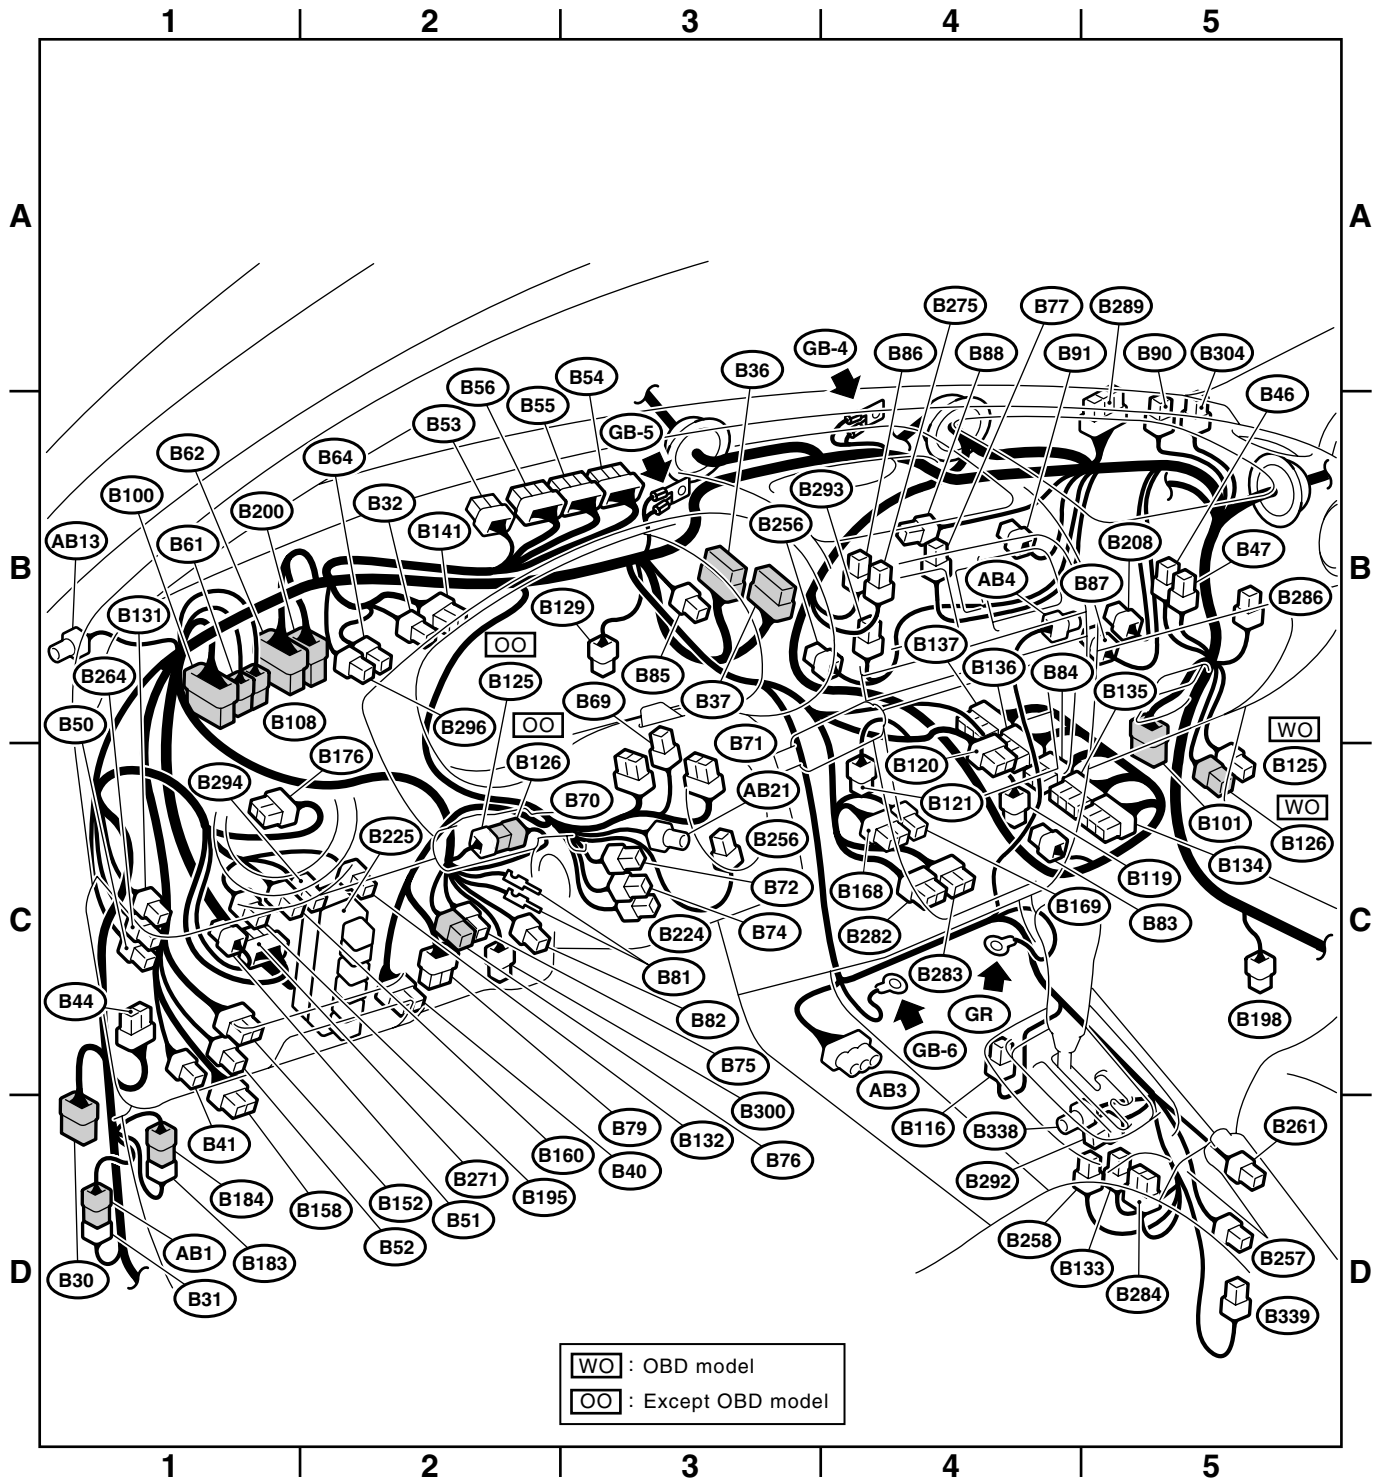 1 2 3 4 5
A A
B275 B77 B289
GB-4 B86 B88 B91 B90 B304
B36
B54
B56
B55
B46
B53
GB-5
B62
B64
B100
B293
B32
B200
B256
AB13
B61
B141
B208
B47
B B
AB4
B87
B129
B286
B131
B137
OO
B136
B84
B264
B125
B85
B135
B69
B37
B50
B108
B296
OO
WO
B71
B176
B126
B120
B125
B294
AB21
B70
B121
WO
B225
B256
B101
B126
B134
B72
B168
B119
B169
C C
B224
B74
B282
B83
B81
B283
B44
B82
GR
B198
GB-6
B75
AB3
B300
B41
B79
B132
B116
B338
B261
B160
B40
B76
B271
B292
B184
B195
B158
B152
B51
B258
B52
AB1
B183
B257
B133
D D
B30
B284
B31
B339
WO : OBD model
OO : Except OBD model
1 2 3 4 5